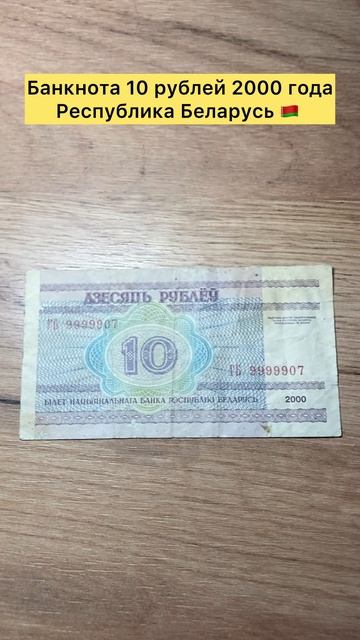 Банкнота 10 рублей 2000 года
Республика Беларусь 🇧🇾
ДЗЕСЯЦЬ РУБЛЁЎ
ГБ 9999907
10
ГБ 9999907
БІЛЕТ НАЦЫЯНАЛЬНАГА БАНКА РЭСПУБЛІКІ БЕЛАРУСЬ
2000